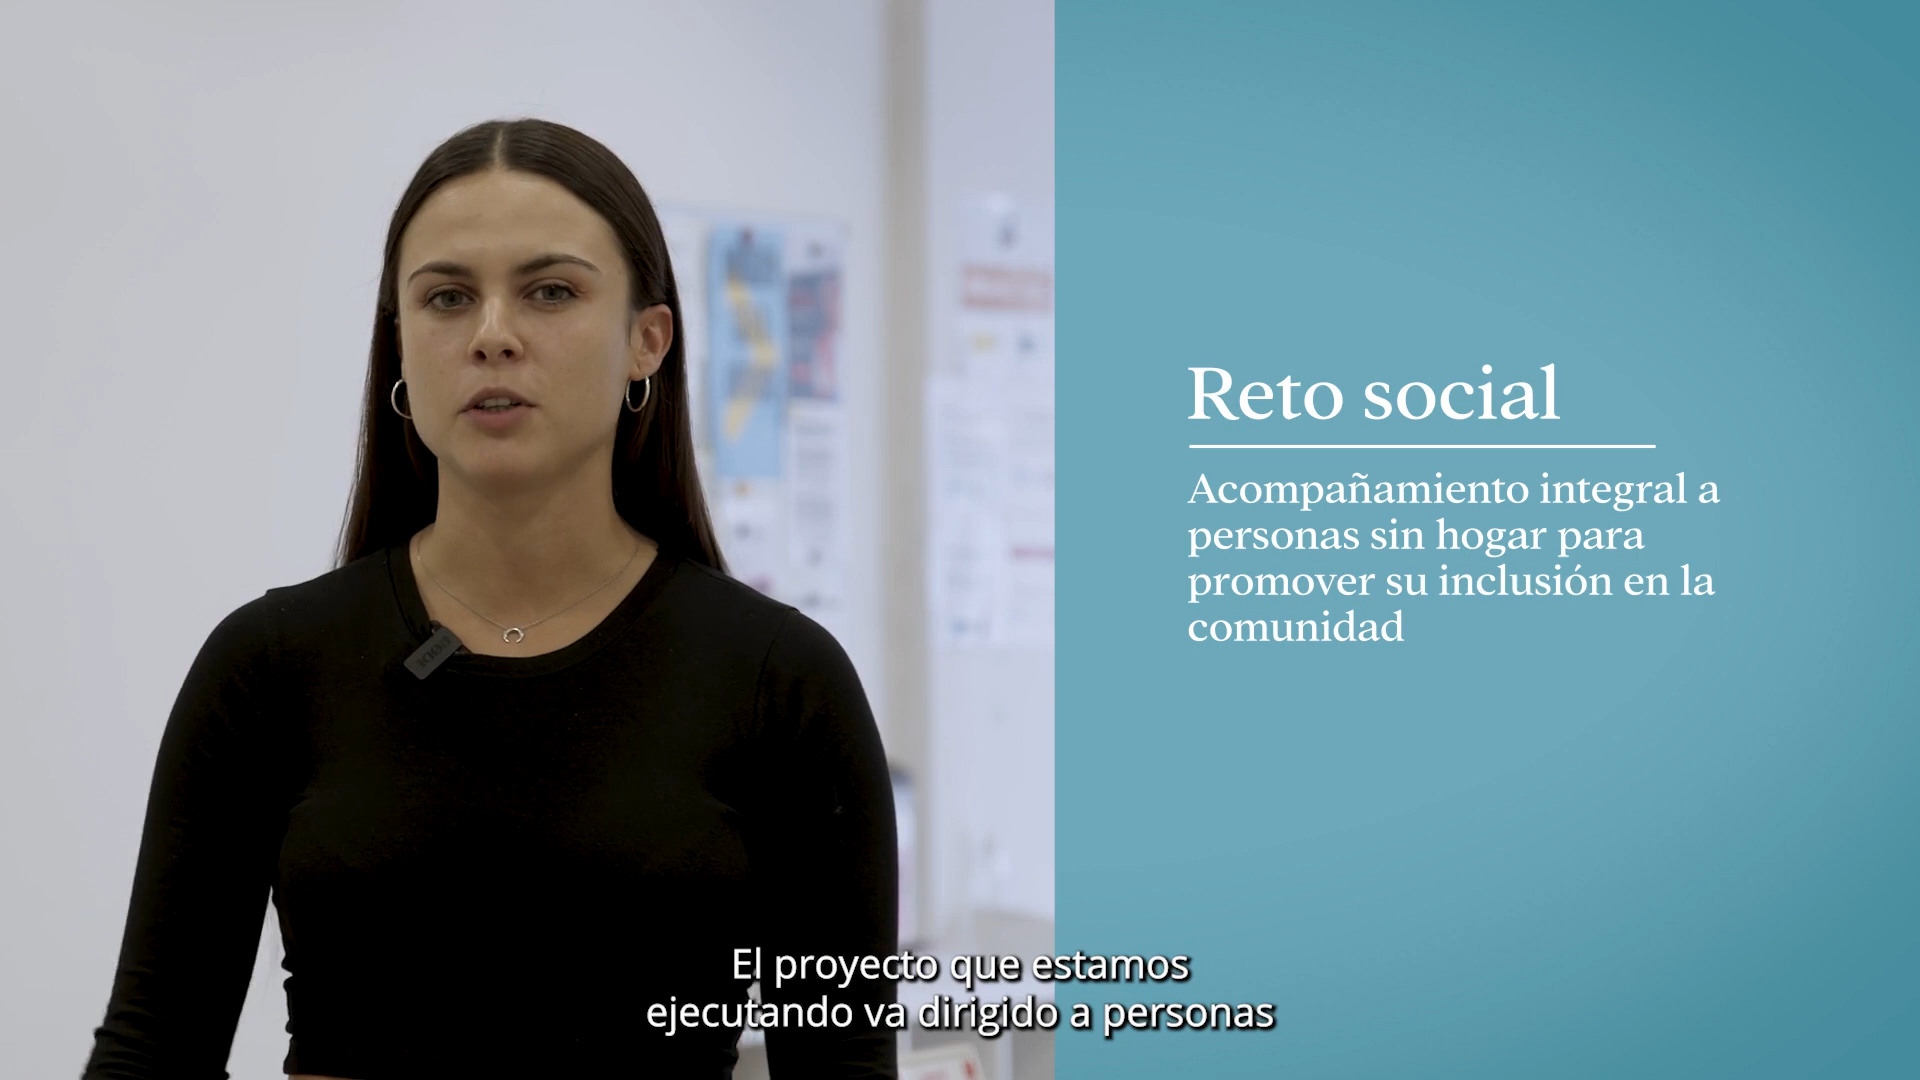 Reto social
Acompañamiento integral a
personas sin hogar para
promover su inclusión en la
comunidad
El proyecto que estamos
ejecutando va dirigido a personas